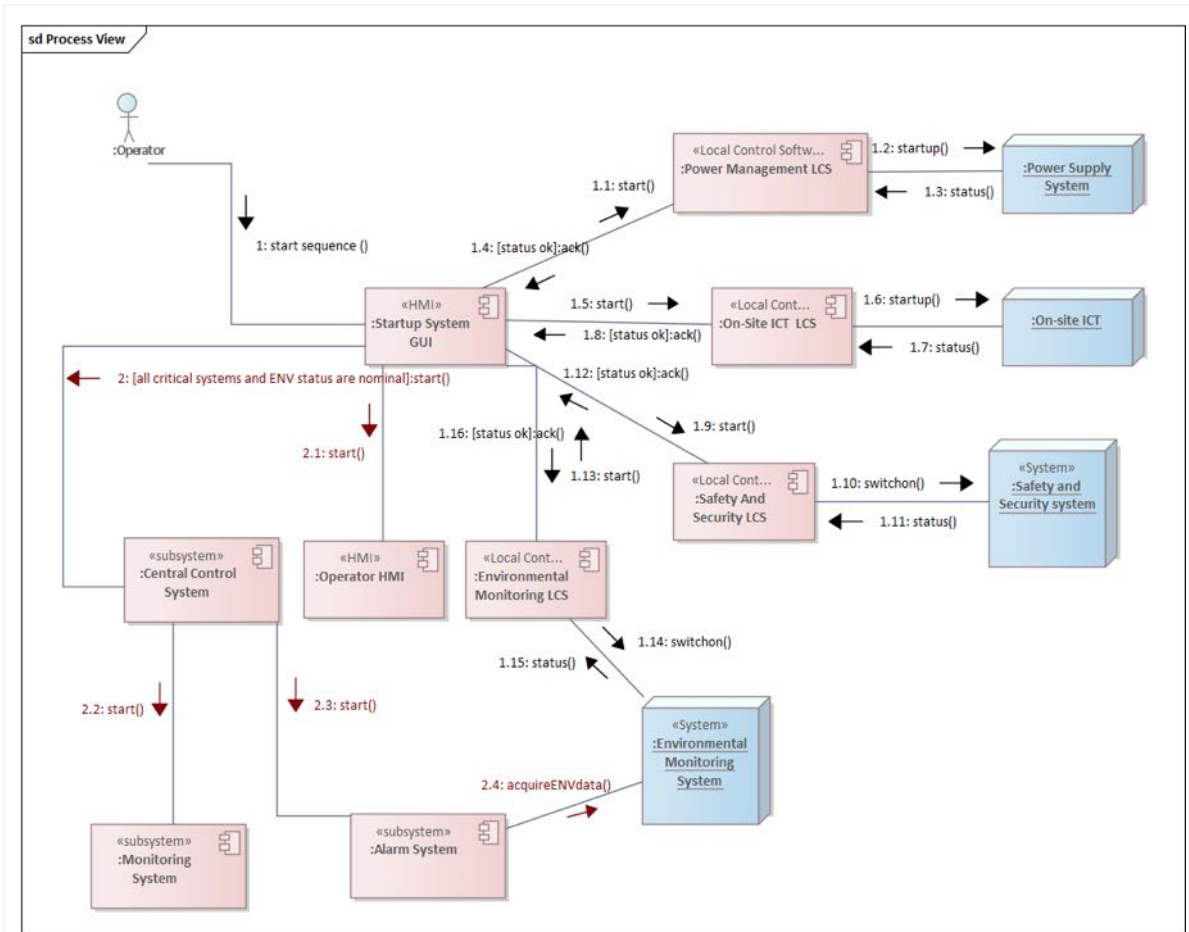 sd Process View
:Operator
1: start sequence ()
«Local Control Softw...
:Power Management LCS
1.2: startup()
1.3: status()
:Power Supply
System
1.1: start()
1.4: [status ok]:ack()
«HMI»
:Startup System
GUI
1.5: start()
1.8: [status ok]:ack()
«Local Cont...
:On-Site ICT LCS
1.6: startup()
1.7: status()
:On-site ICT
1.12: [status ok]:ack()
2: [all critical systems and ENV status are nominal]:start()
1.9: start()
2.1: start()
1.16: [status ok]:ack()
1.13: start()
«Local Cont...
:Safety And
Security LCS
1.10: switchon()
1.11: status()
«System»
:Safety and
Security system
«subsystem»
:Central Control
System
«HMI»
:Operator HMI
«Local Cont...
:Environmental
Monitoring LCS
1.14: switchon()
1.15: status()
2.2: start()
2.3: start()
«System»
:Environmental
Monitoring
System
2.4: acquireENVdata()
«subsystem»
:Monitoring
System
«subsystem»
:Alarm System